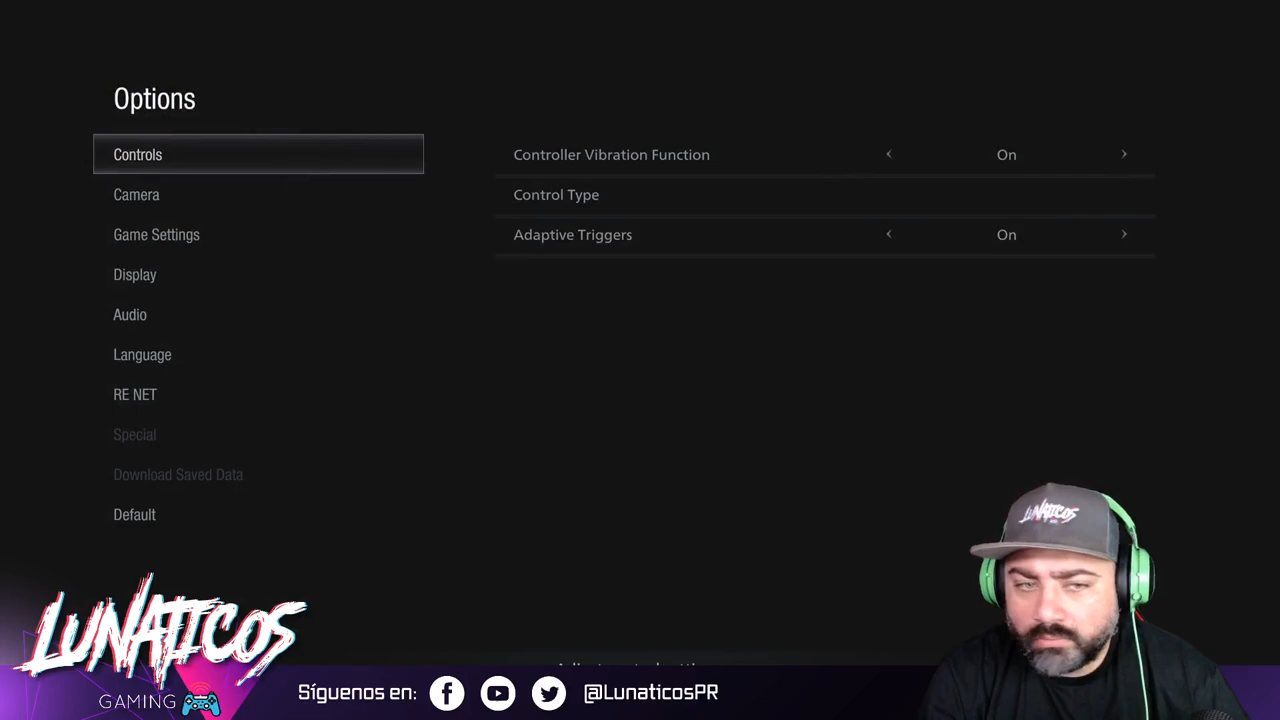 Options
Controls
Controller Vibration Function On
Camera
Control Type
Game Settings
Adaptive Triggers On
Display
Audio
Language
RE NET
Special
Download Saved Data
Default
LUNATICOS
LUNATICOS
GAMING
Síguenos en: @LunaticosPR